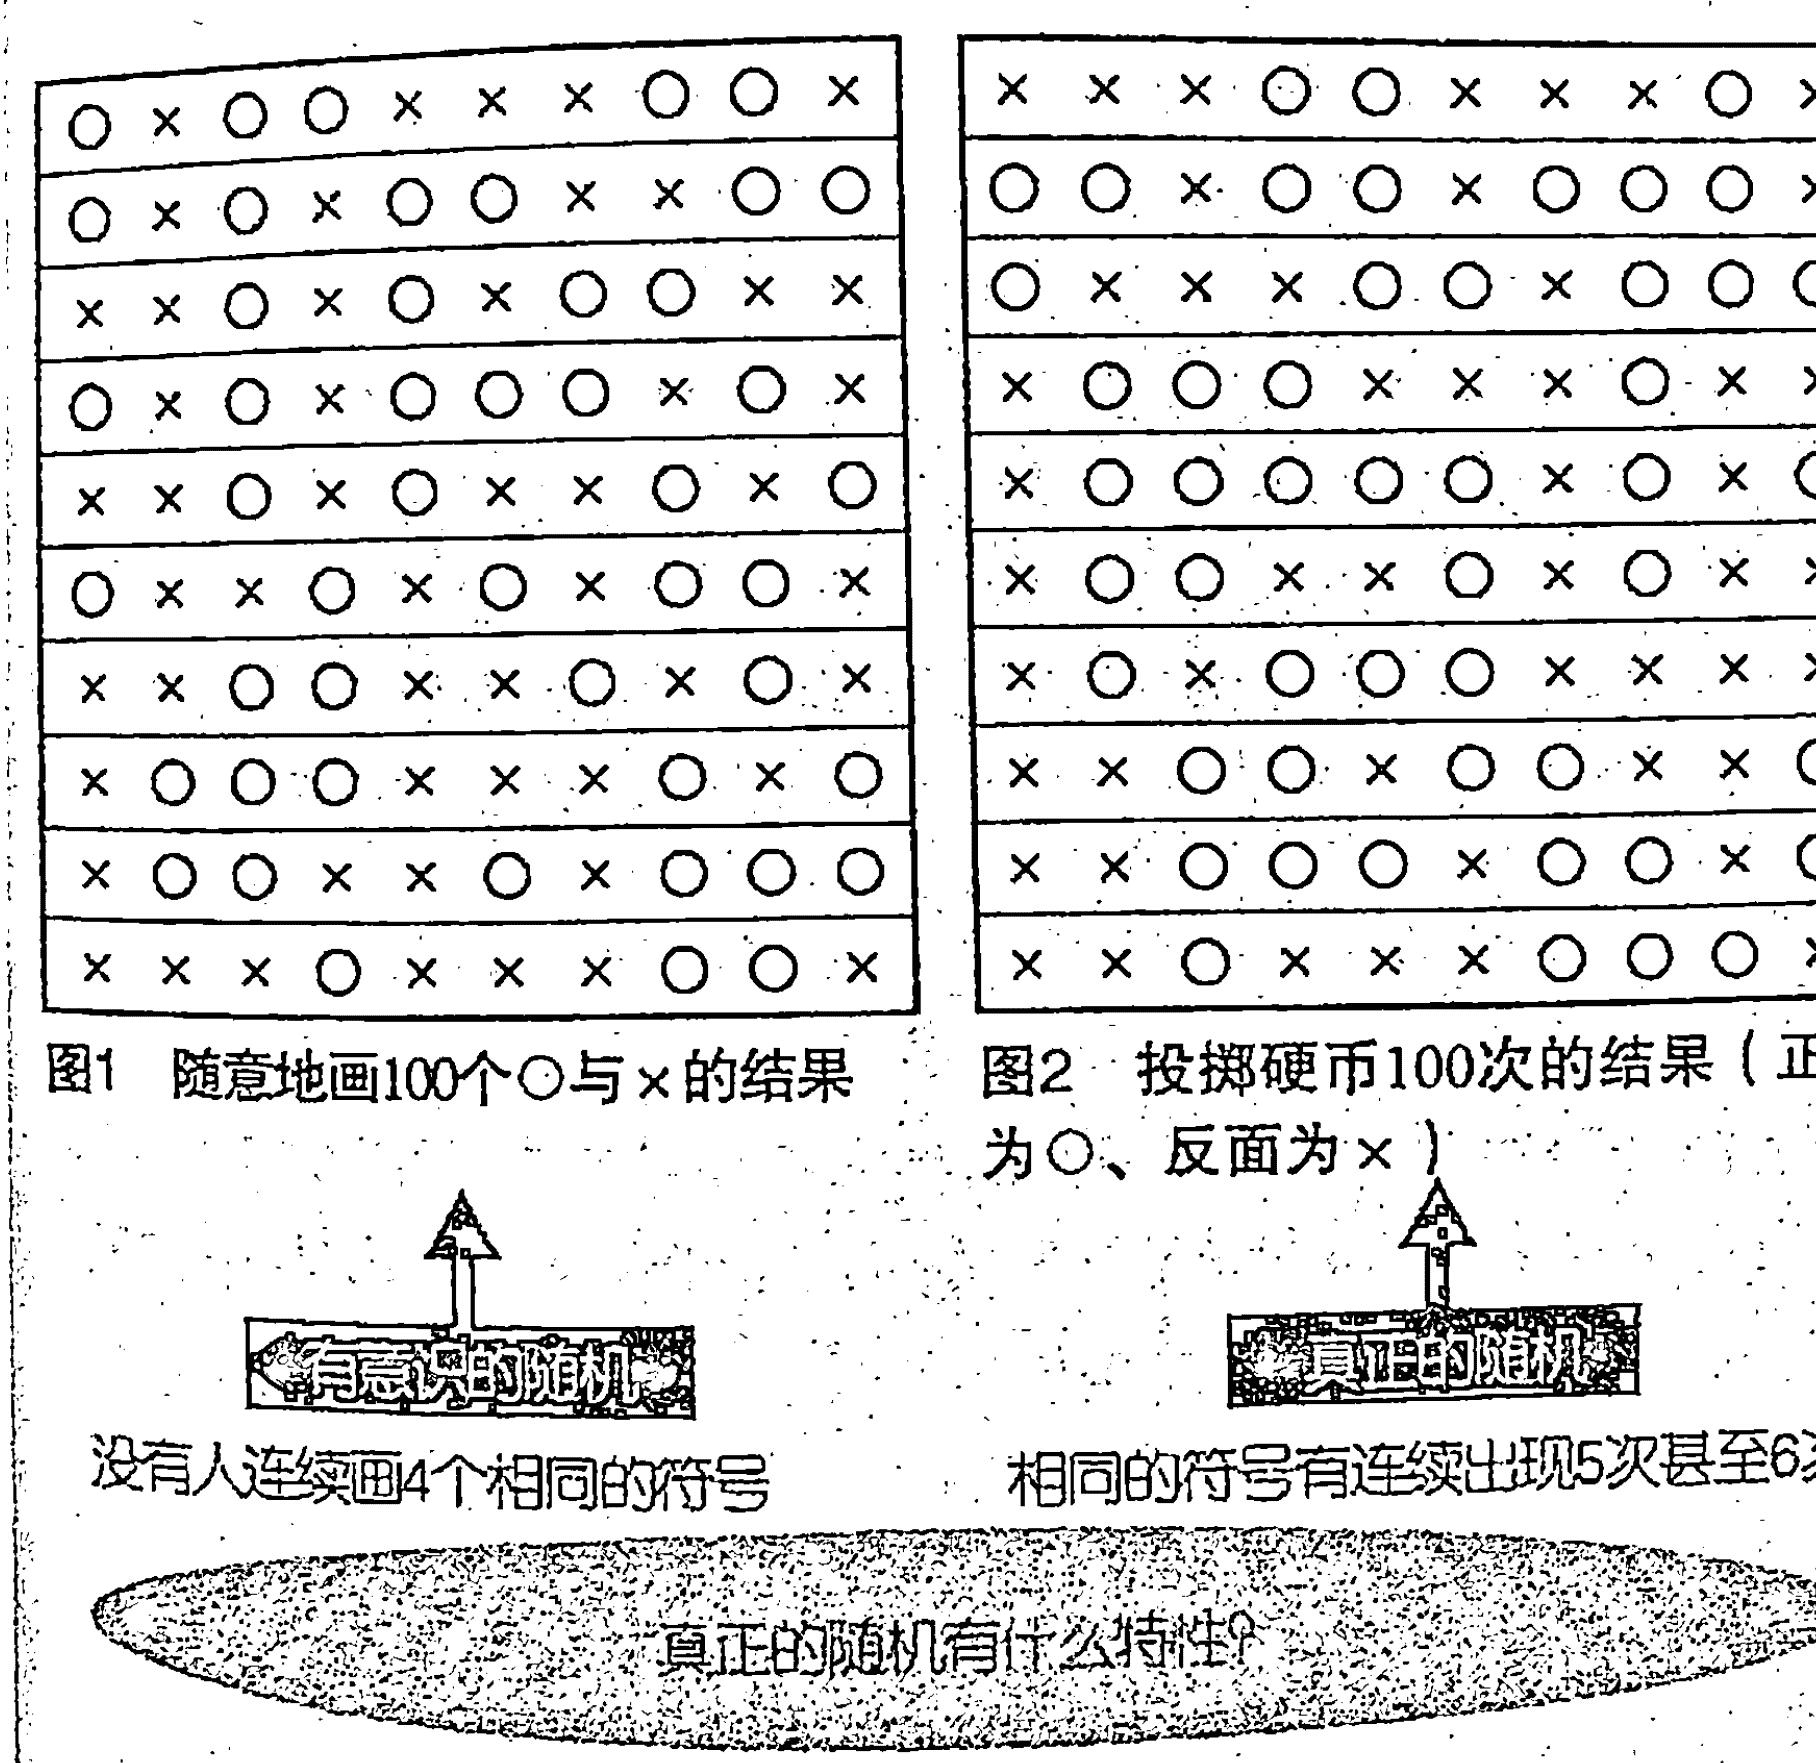 ○ × ○ ○ × × × ○ ○ ×
○ × ○ × ○ ○ × × ○ ○
× × ○ × ○ × ○ ○ × ×
○ × ○ × ○ ○ ○ × ○ ×
× × ○ × ○ × × ○ × ○
○ × × ○ × ○ × ○ ○ ×
× × ○ ○ × × ○ × ○ ×
× ○ ○ ○ × × × ○ × ○
× ○ ○ × × ○ × ○ ○ ○
× × × ○ × × × ○ ○ ×
图1 随意地画100个○与×的结果
有意识的随机
没有人连续画4个相同的符号
× × × ○ ○ × × × ○ ×
○ ○ × ○ ○ × ○ ○ ○ ×
○ × × × ○ ○ × ○ ○ ○
× ○ ○ ○ × × × ○ × ×
× ○ ○ ○ ○ ○ × ○ × ○
× ○ ○ × × ○ × ○ × ×
× ○ × ○ ○ ○ × × × ×
× × ○ ○ × ○ ○ × × ○
× × ○ ○ ○ × ○ ○ × ○
× × ○ × × × ○ ○ ○ ×
图2 投掷硬币100次的结果(正
为○、反面为×)
真正的随机
相同的符号有连续出现5次甚至6
真正的随机有什么特性?